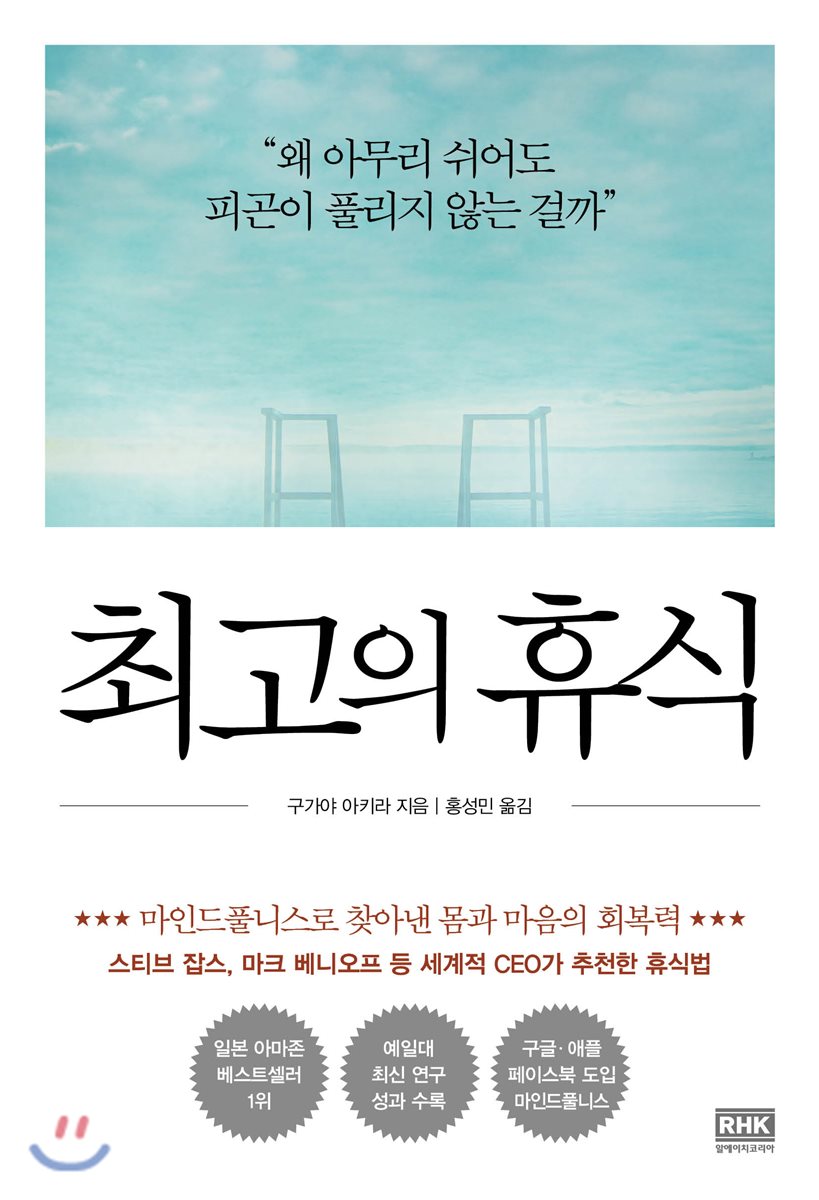 “왜 아무리 쉬어도
피곤이 풀리지 않는 걸까”
최고의 휴식
구가야 아키라 지음 | 홍성민 옮김
★★★ 마인드풀니스로 찾아낸 몸과 마음의 회복력 ★★★
스티브 잡스, 마크 베니오프 등 세계적 CEO가 추천한 휴식법
일본 아마존
베스트셀러
1위
예일대
최신 연구
성과 수록
구글·애플
페이스북 도입
마인드풀니스
RHK
알에이치코리아